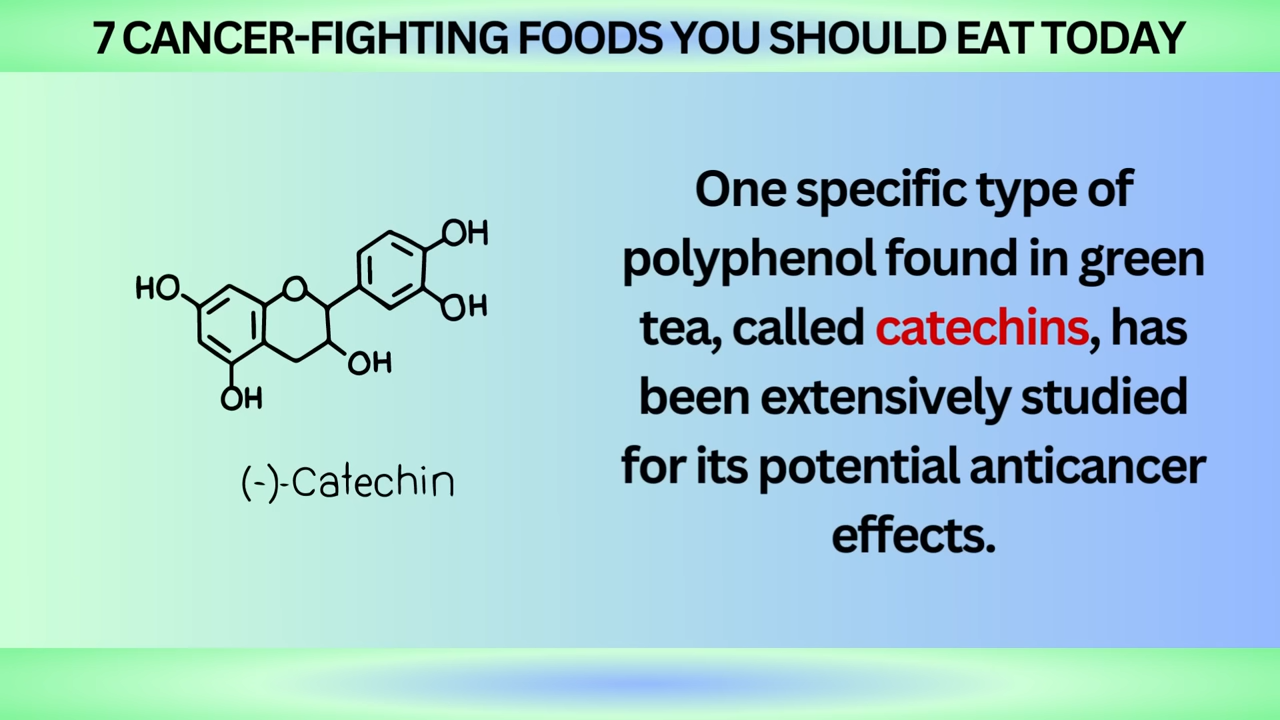 7 CANCER-FIGHTING FOODS YOU SHOULD EAT TODAY
One specific type of
polyphenol found in green
tea, called catechins, has
been extensively studied
for its potential anticancer
effects.
OH
HO
O
OH
OH
OH
(-)-Catechin